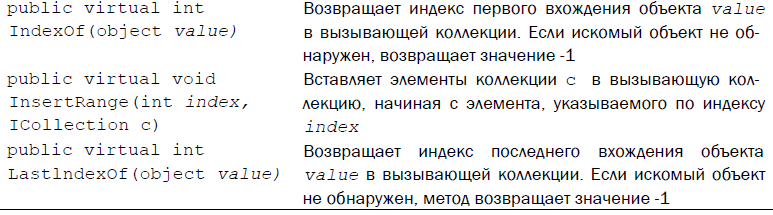 public virtual int
IndexOf(object value)
Возвращает индекс первого вхождения объекта value
в вызывающей коллекции. Если искомый объект не об-
наружен, возвращает значение -1
public virtual void
InsertRange(int index,
ICollection c)
Вставляет элементы коллекции c в вызывающую кол-
лекцию, начиная с элемента, указываемого по индексу
index
public virtual int
LastlndexOf(object value)
Возвращает индекс последнего вхождения объекта
value в вызывающей коллекции. Если искомый объект
не обнаружен, метод возвращает значение -1